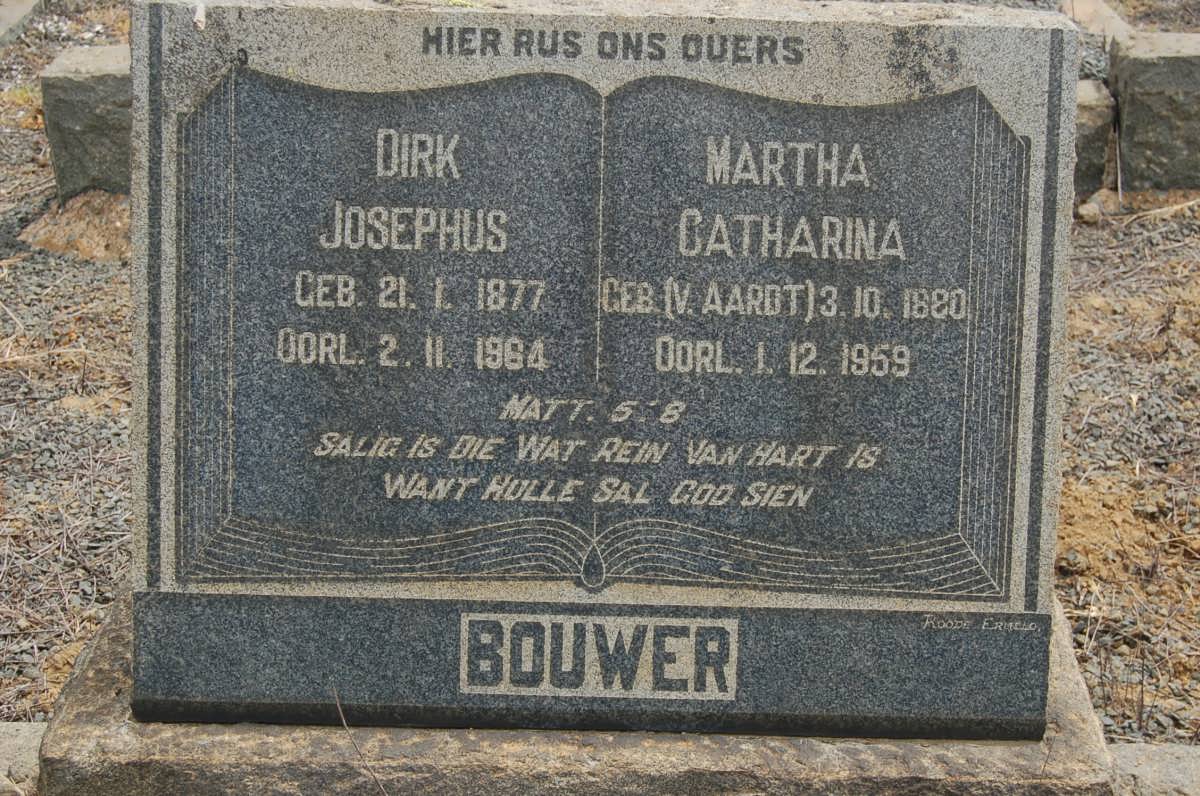 HIER RUS ONS OUERS
DIRK
JOSEPHUS
GEB. 21. 1. 1877
OORL. 2. 11. 1964
MARTHA
CATHARINA
GEB. (V. AARDT) 3. 10. 1880
OORL. 1. 12. 1959
MATT. 5:8
SALIG IS DIE WAT REIN VAN HART IS
WANT HULLE SAL GOD SIEN
BOUWER
ROODE ERMELO.